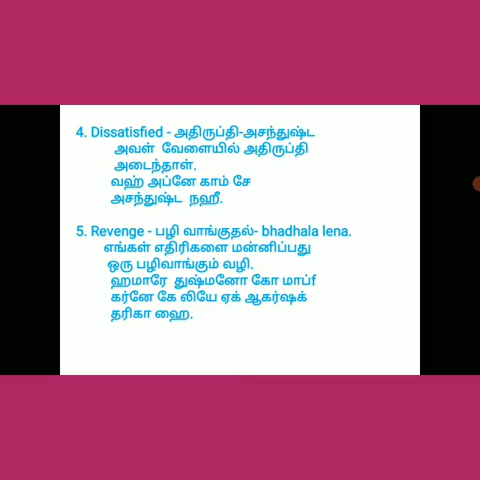 4. Dissatisfied - அதிருப்தி-அசந்துஷ்ட
அவள் வேளையில் அதிருப்தி
அடைந்தாள்.
வஹ் அப்னே காம் சே
அசந்துஷ்ட நஹீ.
5. Revenge - பழி வாங்குதல்- bhadhala lena.
எங்கள் எதிரிகளை மன்னிப்பது
ஒரு பழிவாங்கும் வழி.
ஹமாரே துஷ்மனோ கோ மாப்f
கர்னே கே லியே ஏக் ஆகர்ஷக்
தரிகா ஹை.